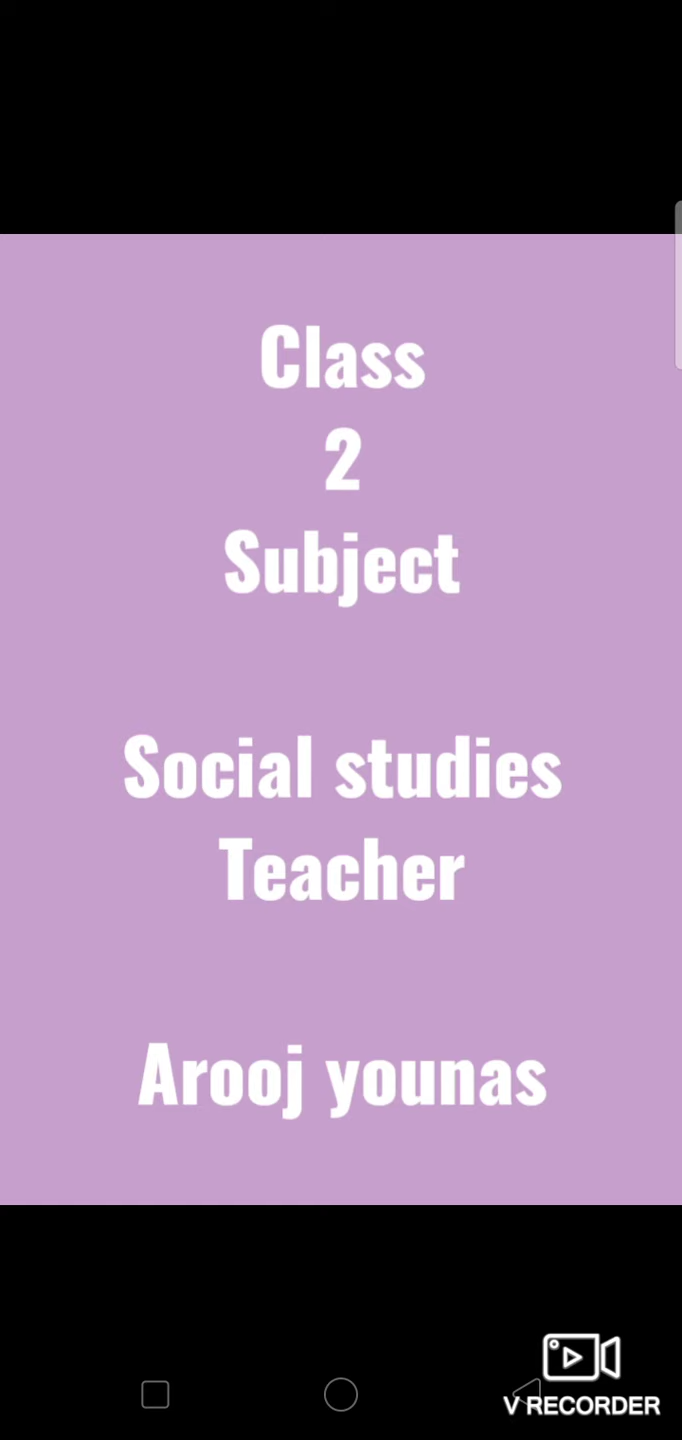 Class
2
Subject
Social studies
Teacher
Arooj younas
V RECORDER